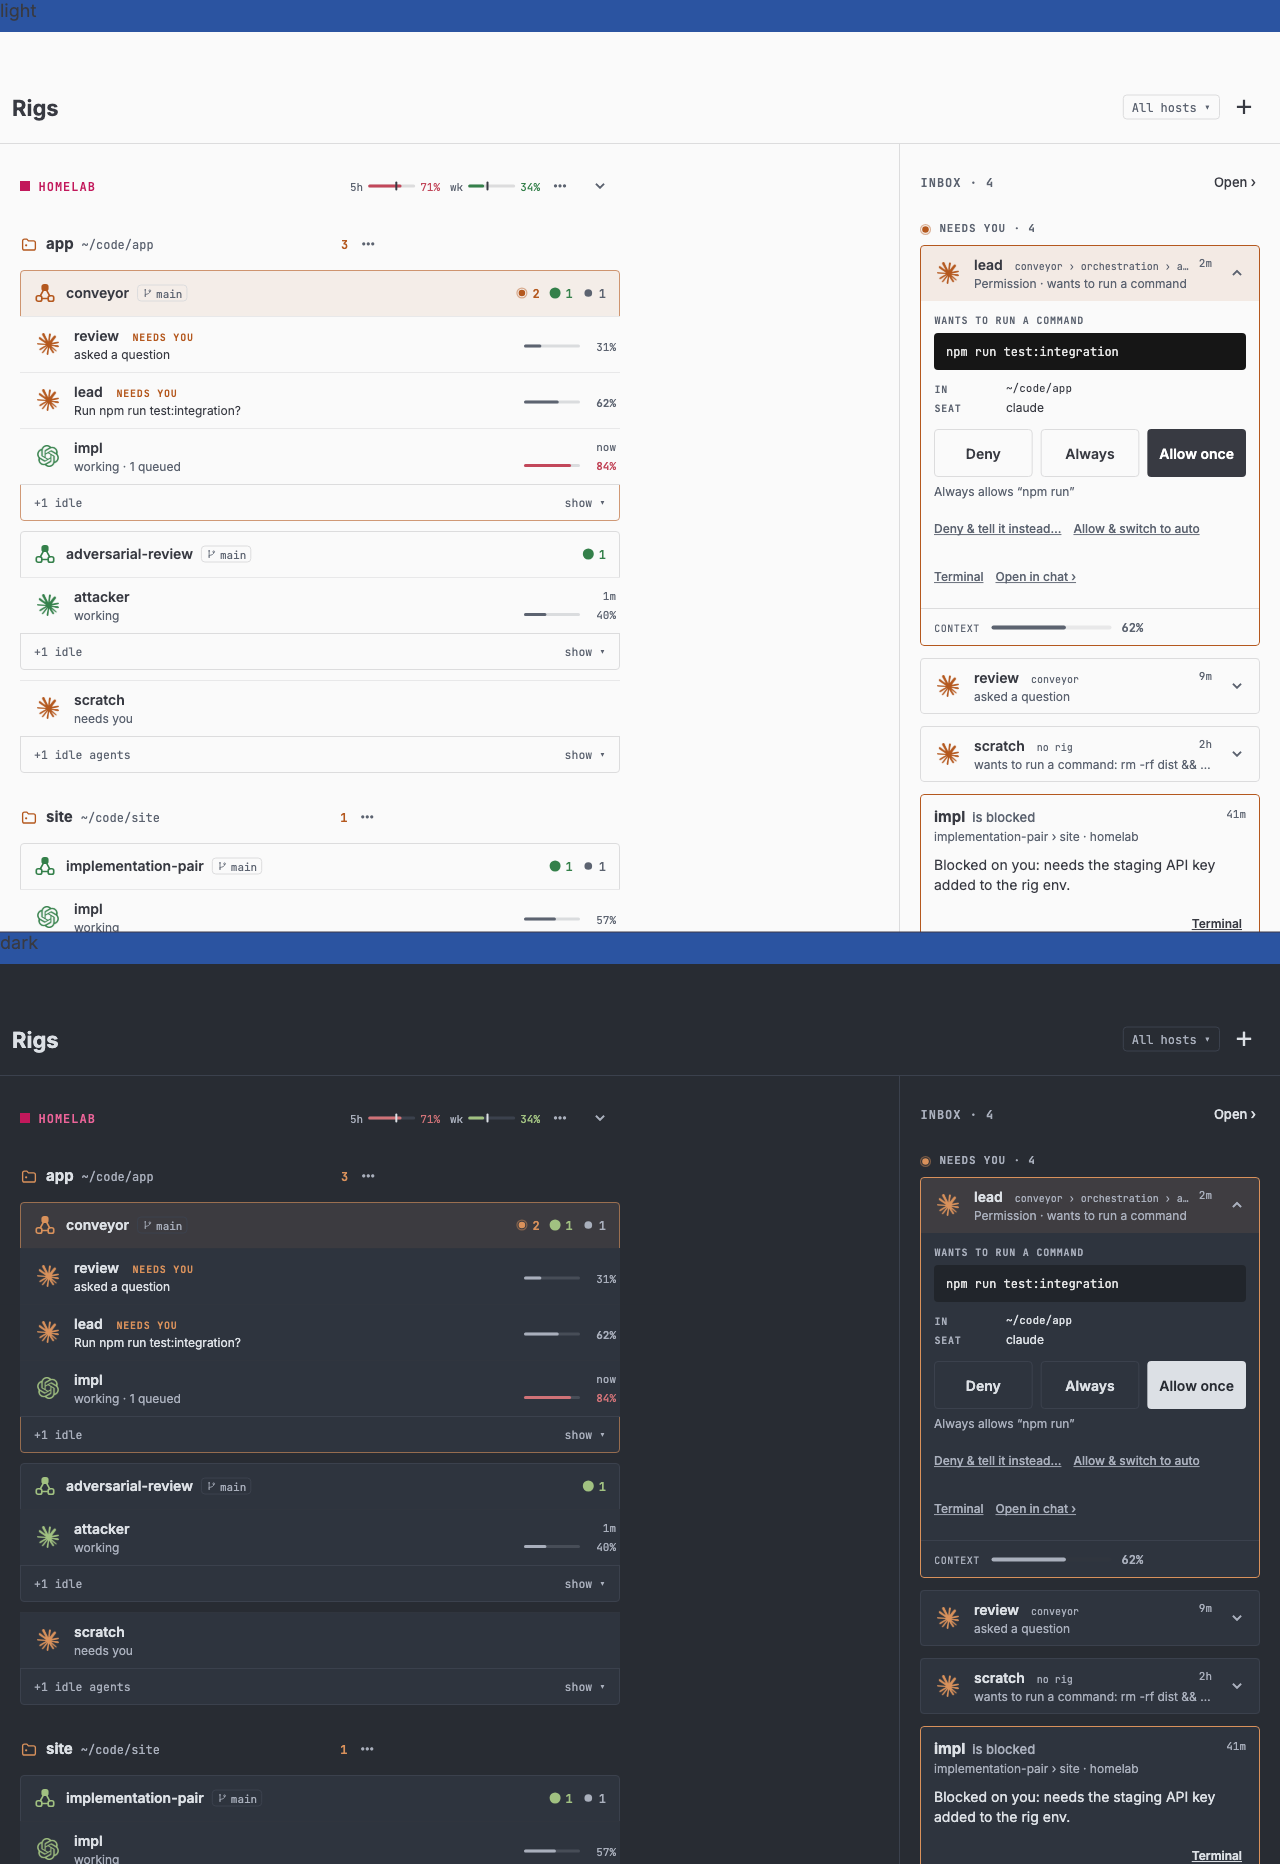 light
Rigs
All hosts ▾ +
HOMELAB 5h 71% wk 34% •••
app ~/code/app 3 •••
conveyor main 2 1 1
review NEEDS YOU
asked a question 31%
lead NEEDS YOU
Run npm run test:integration? 62%
impl now
working · 1 queued 84%
+1 idle show ▾
adversarial-review main 1
attacker 1m
working 40%
+1 idle show ▾
scratch
needs you
+1 idle agents show ▾
site ~/code/site 1 •••
implementation-pair main 1 1
impl
working 57%
INBOX · 4 Open ›
NEEDS YOU · 4
lead conveyor › orchestration › a… 2m
Permission · wants to run a command
WANTS TO RUN A COMMAND
npm run test:integration
IN ~/code/app
SEAT claude
Deny Always Allow once
Always allows “npm run”
Deny & tell it instead… Allow & switch to auto
Terminal Open in chat ›
CONTEXT 62%
review conveyor 9m
asked a question
scratch no rig 2h
wants to run a command: rm -rf dist && …
impl is blocked 41m
implementation-pair › site · homelab
Blocked on you: needs the staging API key
added to the rig env.
Terminal
dark
Rigs
All hosts ▾ +
HOMELAB 5h 71% wk 34% •••
app ~/code/app 3 •••
conveyor main 2 1 1
review NEEDS YOU
asked a question 31%
lead NEEDS YOU
Run npm run test:integration? 62%
impl now
working · 1 queued 84%
+1 idle show ▾
adversarial-review main 1
attacker 1m
working 40%
+1 idle show ▾
scratch
needs you
+1 idle agents show ▾
site ~/code/site 1 •••
implementation-pair main 1 1
impl
working 57%
INBOX · 4 Open ›
NEEDS YOU · 4
lead conveyor › orchestration › a… 2m
Permission · wants to run a command
WANTS TO RUN A COMMAND
npm run test:integration
IN ~/code/app
SEAT claude
Deny Always Allow once
Always allows “npm run”
Deny & tell it instead… Allow & switch to auto
Terminal Open in chat ›
CONTEXT 62%
review conveyor 9m
asked a question
scratch no rig 2h
wants to run a command: rm -rf dist && …
impl is blocked 41m
implementation-pair › site · homelab
Blocked on you: needs the staging API key
added to the rig env.
Terminal